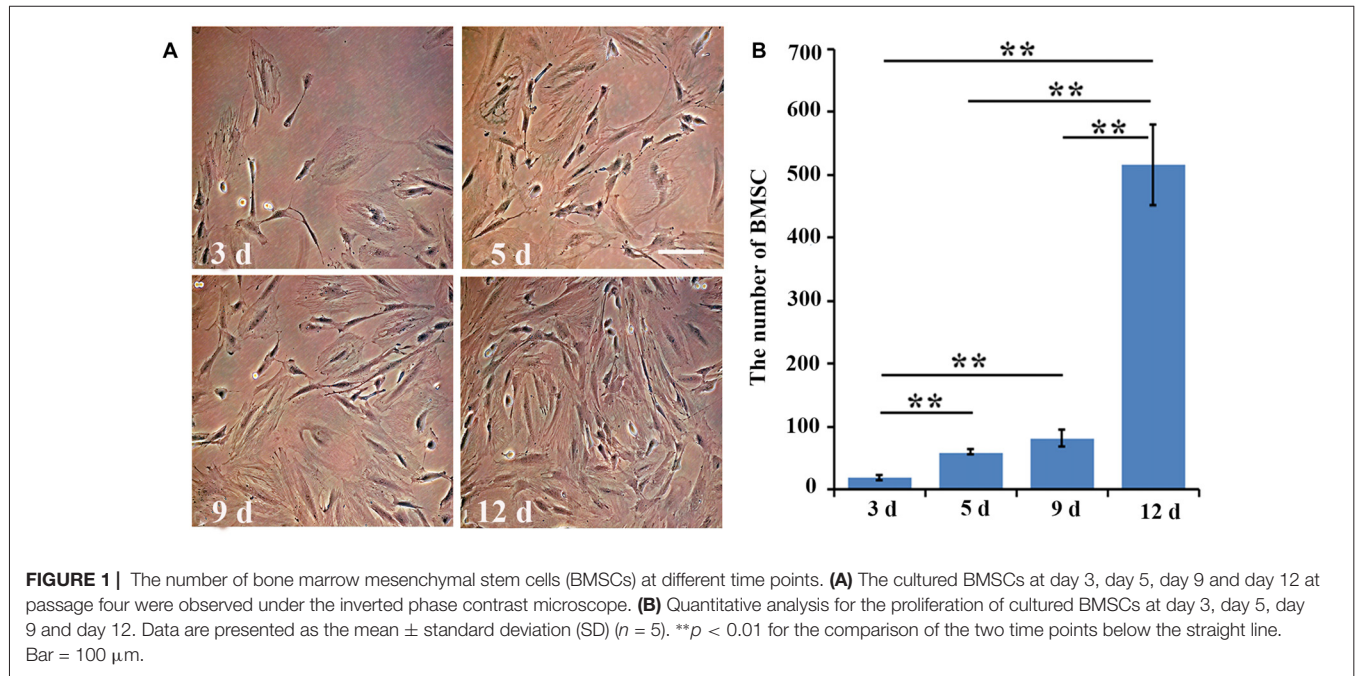 A
3 d
5 d
9 d
12 d
B
The number of BMSC
700
600
500
400
300
200
100
0
**
**
**
**
**
3 d
5 d
9 d
12 d
FIGURE 1 | The number of bone marrow mesenchymal stem cells (BMSCs) at different time points. (A) The cultured BMSCs at day 3, day 5, day 9 and day 12 at
passage four were observed under the inverted phase contrast microscope. (B) Quantitative analysis for the proliferation of cultured BMSCs at day 3, day 5, day
9 and day 12. Data are presented as the mean ± standard deviation (SD) (n = 5). **p < 0.01 for the comparison of the two time points below the straight line.
Bar = 100 μm.